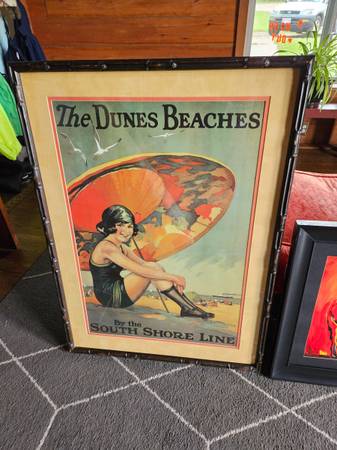 The DUNES BEACHES
By the
SOUTH SHORE LINE